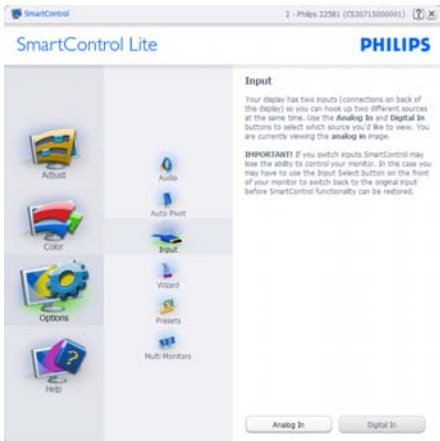 SmartControl
2 - Philips 225B1 (CS30715000001)
SmartControl Lite
PHILIPS
Adjust
Color
Options
Help
Audio
Auto Pivot
Input
Wizard
Presets
Multi Monitors
Input
Your display has two inputs (connections on back of
this display) so you can hook up two different sources
at the same time. Use the Analog In and Digital In
buttons to select which source you'd like to view. You
are currently viewing the analog in image.
IMPORTANT! If you switch inputs SmartControl may
lose the ability to control your monitor. In this case you
may have to use the Input Select button on the front
of your monitor to switch back to the original input
before SmartControl functionality can be restored.
Analog In
Digital In